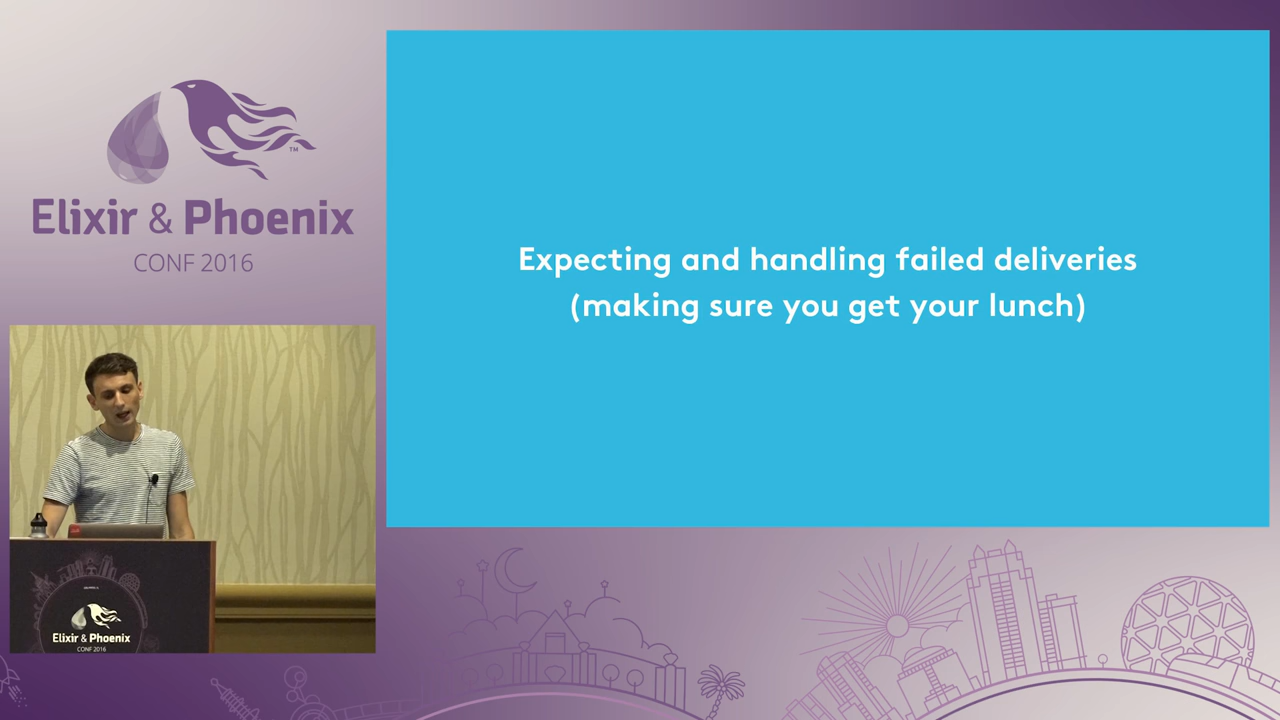 TM
Elixir & Phoenix
CONF 2016
Expecting and handling failed deliveries
(making sure you get your lunch)
Elixir & Phoenix
CONF 2016